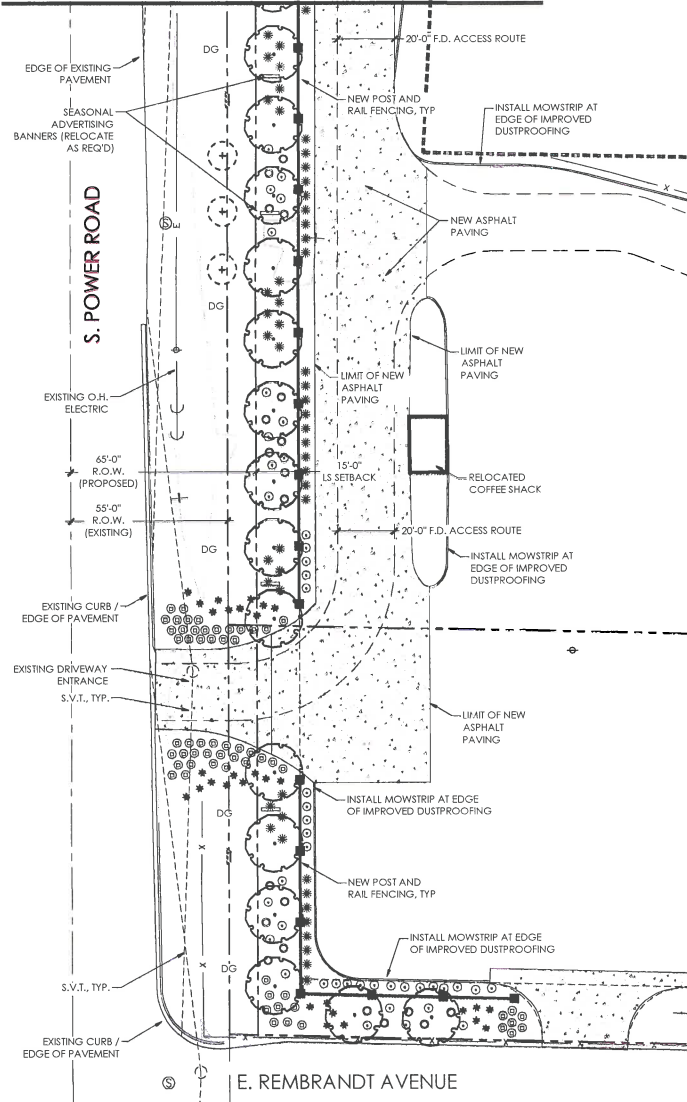 DG
20'-0" F.D. ACCESS ROUTE
EDGE OF EXISTING
PAVEMENT
NEW POST AND
RAIL FENCING, TYP
SEASONAL
ADVERTISING
BANNERS (RELOCATE
AS REQ'D)
INSTALL MOWSTRIP AT
EDGE OF IMPROVED
DUSTPROOFING
X
S. POWER ROAD
S
E
NEW ASPHALT
PAVING
DG
LIMIT OF NEW
ASPHALT
PAVING
LIMIT OF NEW
ASPHALT
PAVING
EXISTING O.H.
ELECTRIC
65'-0"
R.O.W.
(PROPOSED)
15'-0"
LS SETBACK
RELOCATED
COFFEE SHACK
55'-0"
R.O.W.
(EXISTING)
20'-0" F.D. ACCESS ROUTE
DG
INSTALL MOWSTRIP AT
EDGE OF IMPROVED
DUSTPROOFING
EXISTING CURB /
EDGE OF PAVEMENT
EXISTING DRIVEWAY
ENTRANCE
S.V.T., TYP.
LIMIT OF NEW
ASPHALT
PAVING
INSTALL MOWSTRIP AT EDGE
OF IMPROVED DUSTPROOFING
DG
X
NEW POST AND
RAIL FENCING, TYP
INSTALL MOWSTRIP AT EDGE
OF IMPROVED DUSTPROOFING
DG
X
S.V.T., TYP.
EXISTING CURB /
EDGE OF PAVEMENT
X
S
E. REMBRANDT AVENUE